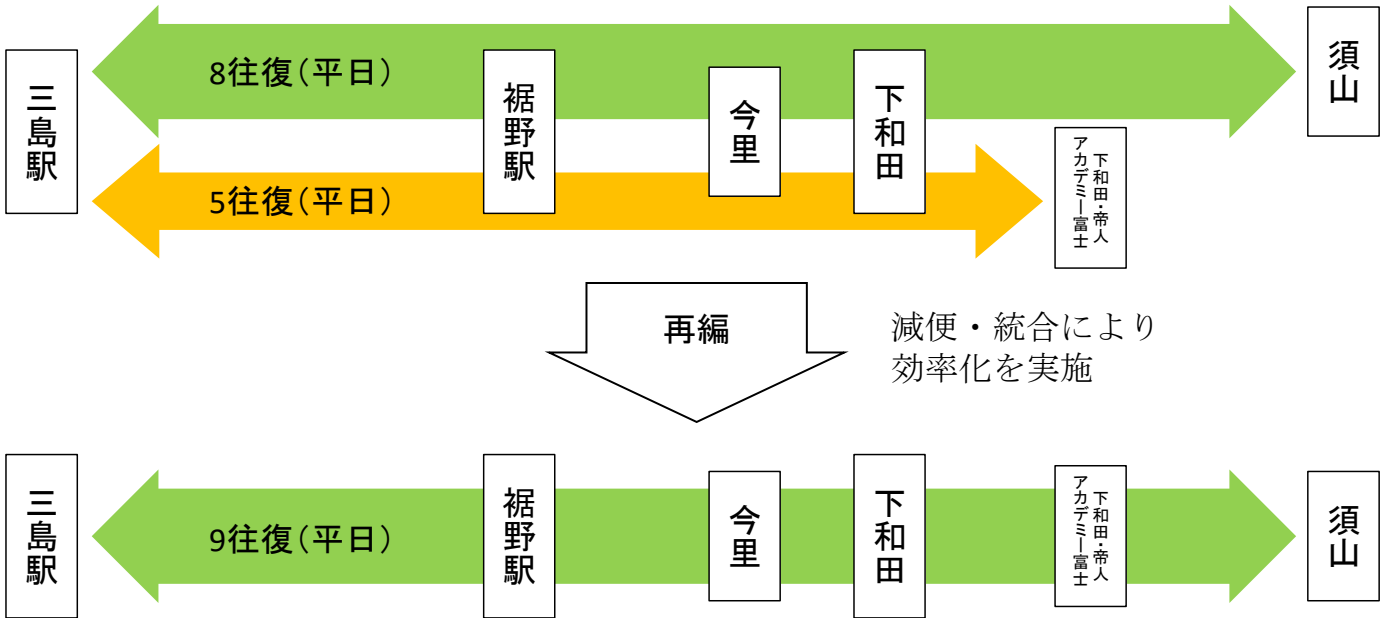 三島駅
8往復（平日）
裾野駅
今里
下和田
須山
5往復（平日）
下和田・帝人
アカデミー富士
再編
減便・統合により
効率化を実施
三島駅
9往復（平日）
裾野駅
今里
下和田
下和田・帝人
アカデミー富士
須山